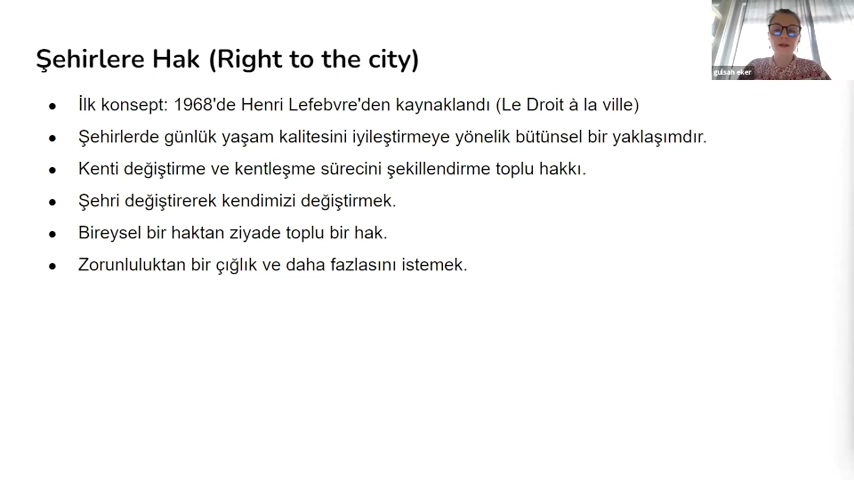 Şehirlere Hak (Right to the city)
● İlk konsept: 1968'de Henri Lefebvre'den kaynaklandı (Le Droit à la ville)
● Şehirlerde günlük yaşam kalitesini iyileştirmeye yönelik bütünsel bir yaklaşımdır.
● Kenti değiştirme ve kentleşme sürecini şekillendirme toplu hakkı.
● Şehri değiştirerek kendimizi değiştirmek.
● Bireysel bir haktan ziyade toplu bir hak.
● Zorunluluktan bir çığlık ve daha fazlasını istemek.
gulsah eker